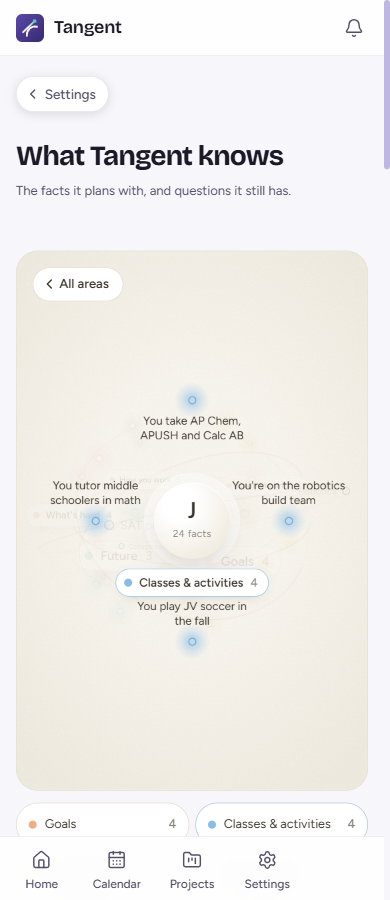 Tangent
Settings
What Tangent knows
The facts it plans with, and questions it still has.
All areas
You take AP Chem,
APUSH and Calc AB
You tutor middle
schoolers in math
You're on the robotics
build team
J
24 facts
SAT
Future 3
Goals 4
Classes & activities 4
You play JV soccer in
the fall
Goals 4
Classes & activities 4
Home
Calendar
Projects
Settings